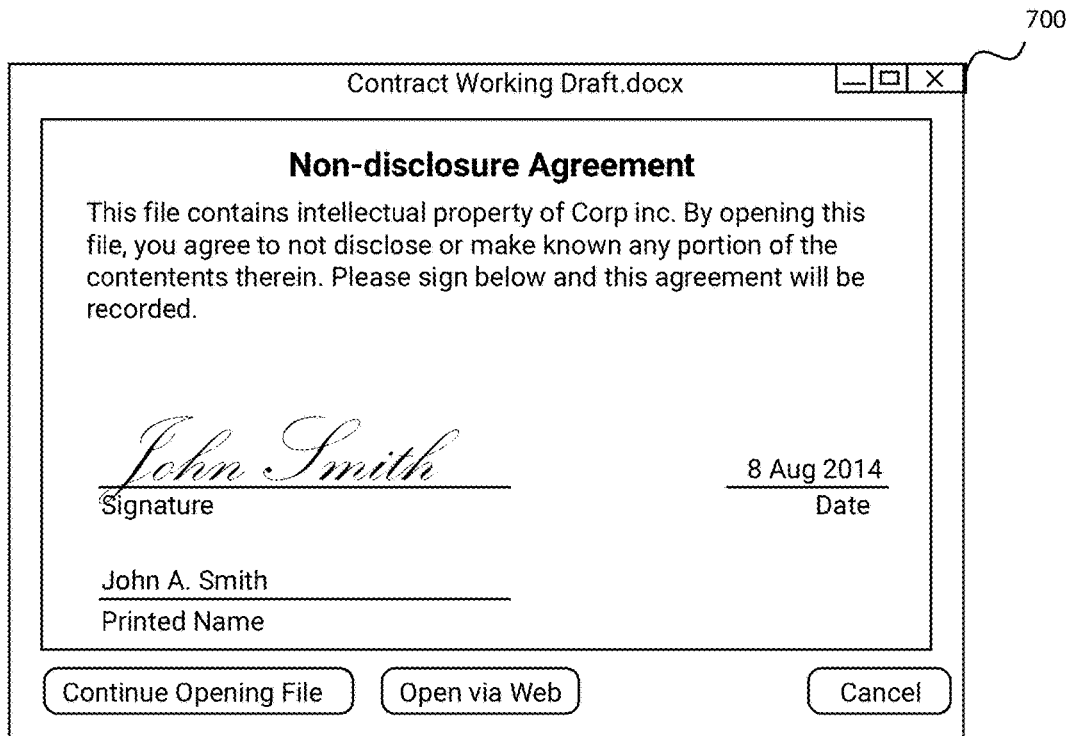 700
Contract Working Draft.docx
Non-disclosure Agreement
This file contains intellectual property of Corp inc. By opening this
file, you agree to not disclose or make known any portion of the
contentents therein. Please sign below and this agreement will be
recorded.
John Smith
8 Aug 2014
Signature
Date
John A. Smith
Printed Name
Continue Opening File
Open via Web
Cancel